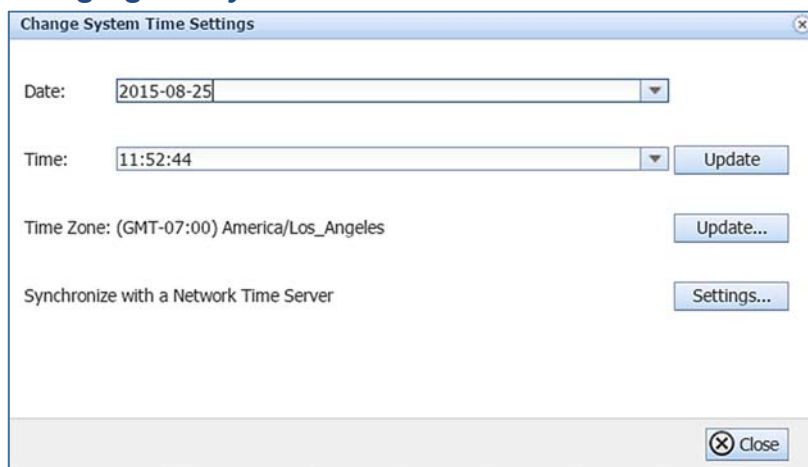 Change System Time Settings
Date: 2015-08-25
Time: 11:52:44 Update
Time Zone: (GMT-07:00) America/Los_Angeles Update...
Synchronize with a Network Time Server Settings...
Close